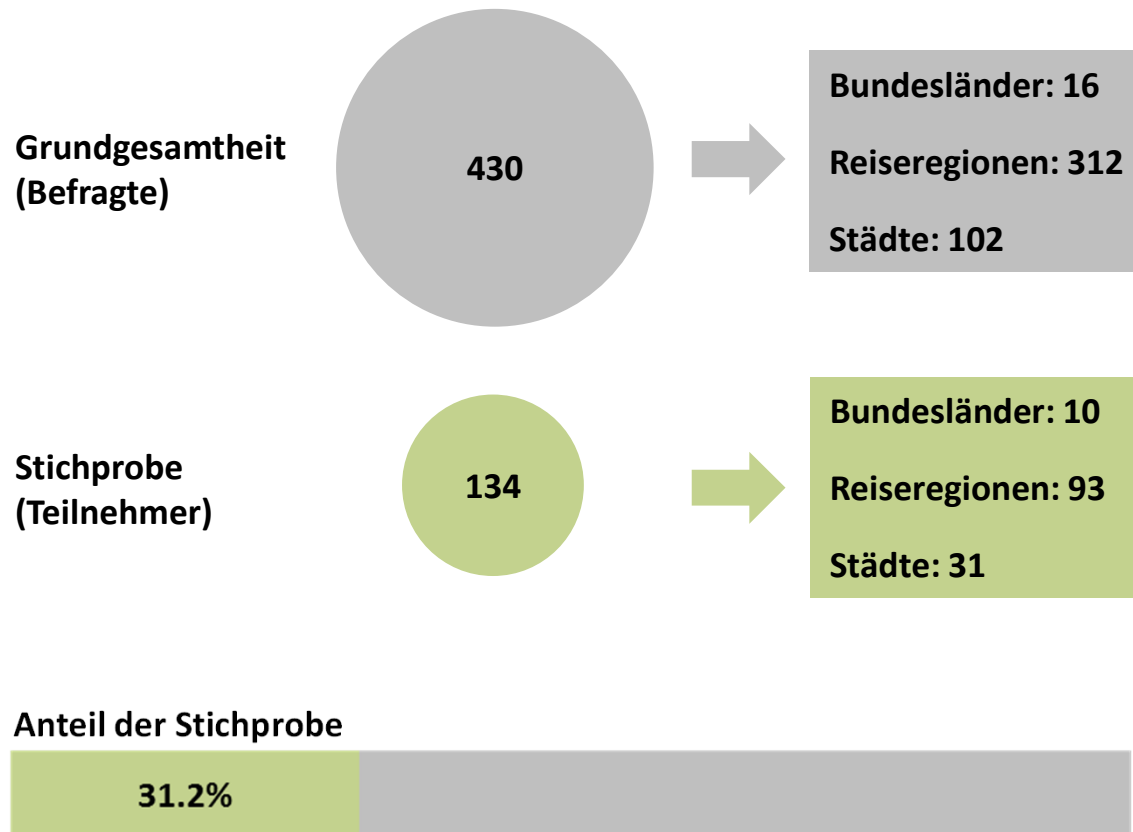 Grundgesamtheit
(Befragte)
430
Bundesländer: 16
Reiseregionen: 312
Städte: 102
Stichprobe
(Teilnehmer)
134
Bundesländer: 10
Reiseregionen: 93
Städte: 31
Anteil der Stichprobe
31.2%